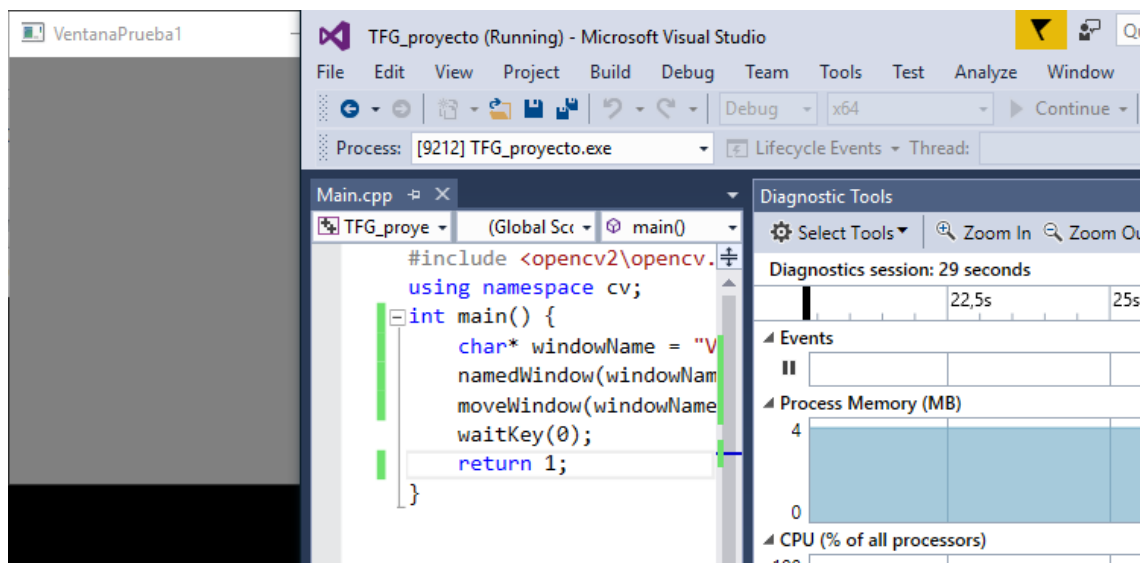 VentanaPrueba1
TFG_proyecto (Running) - Microsoft Visual Studio
File Edit View Project Build Debug Team Tools Test Analyze Window
Debug x64 Continue
Process: [9212] TFG_proyecto.exe Lifecycle Events Thread:
Main.cpp
TFG_proye (Global Sc main()
#include <opencv2\opencv.
using namespace cv;
int main() {
char* windowName = "V
namedWindow(windowNam
moveWindow(windowName
waitKey(0);
return 1;
}
Diagnostic Tools
Select Tools Zoom In Zoom Ou
Diagnostics session: 29 seconds
22,5s 25s
Events
Process Memory (MB)
4
0
CPU (% of all processors)